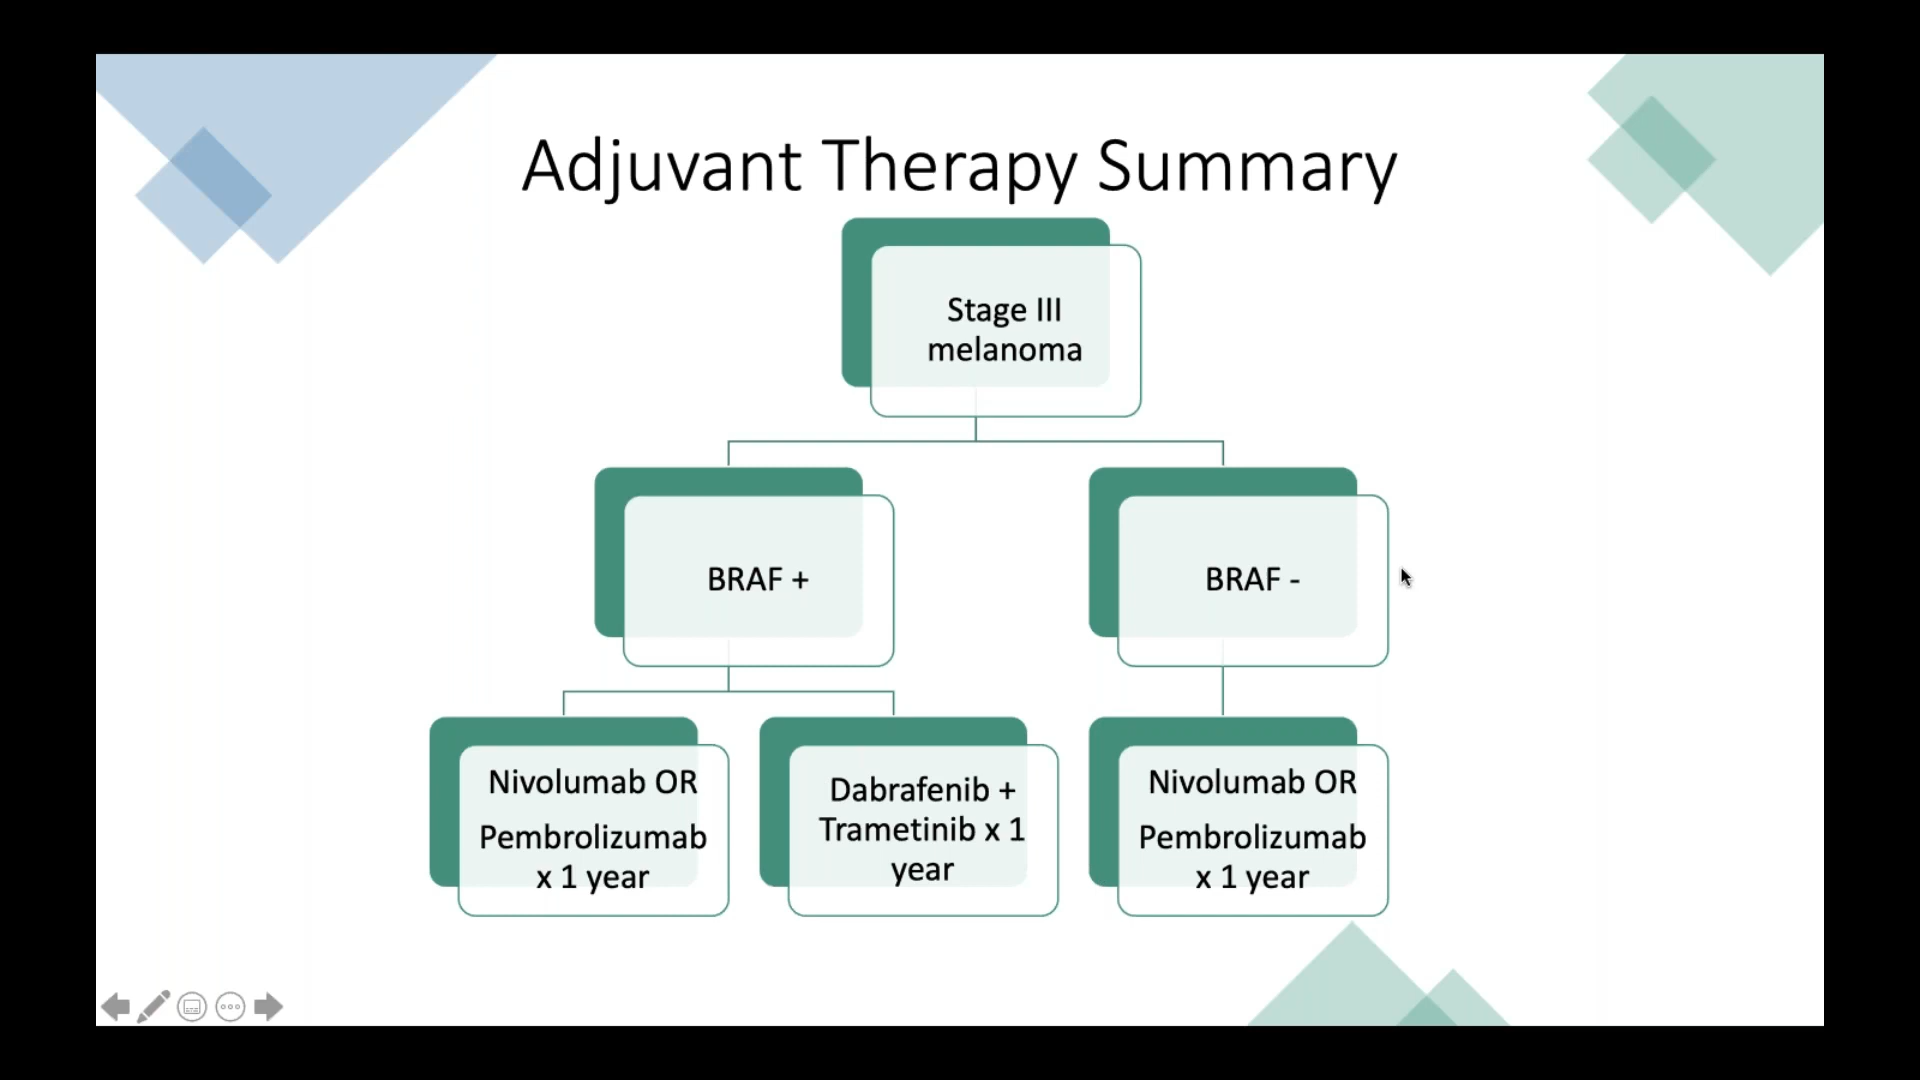 Adjuvant Therapy Summary
Stage III
melanoma
BRAF +
BRAF -
Nivolumab OR
Pembrolizumab
x 1 year
Dabrafenib +
Trametinib x 1
year
Nivolumab OR
Pembrolizumab
x 1 year